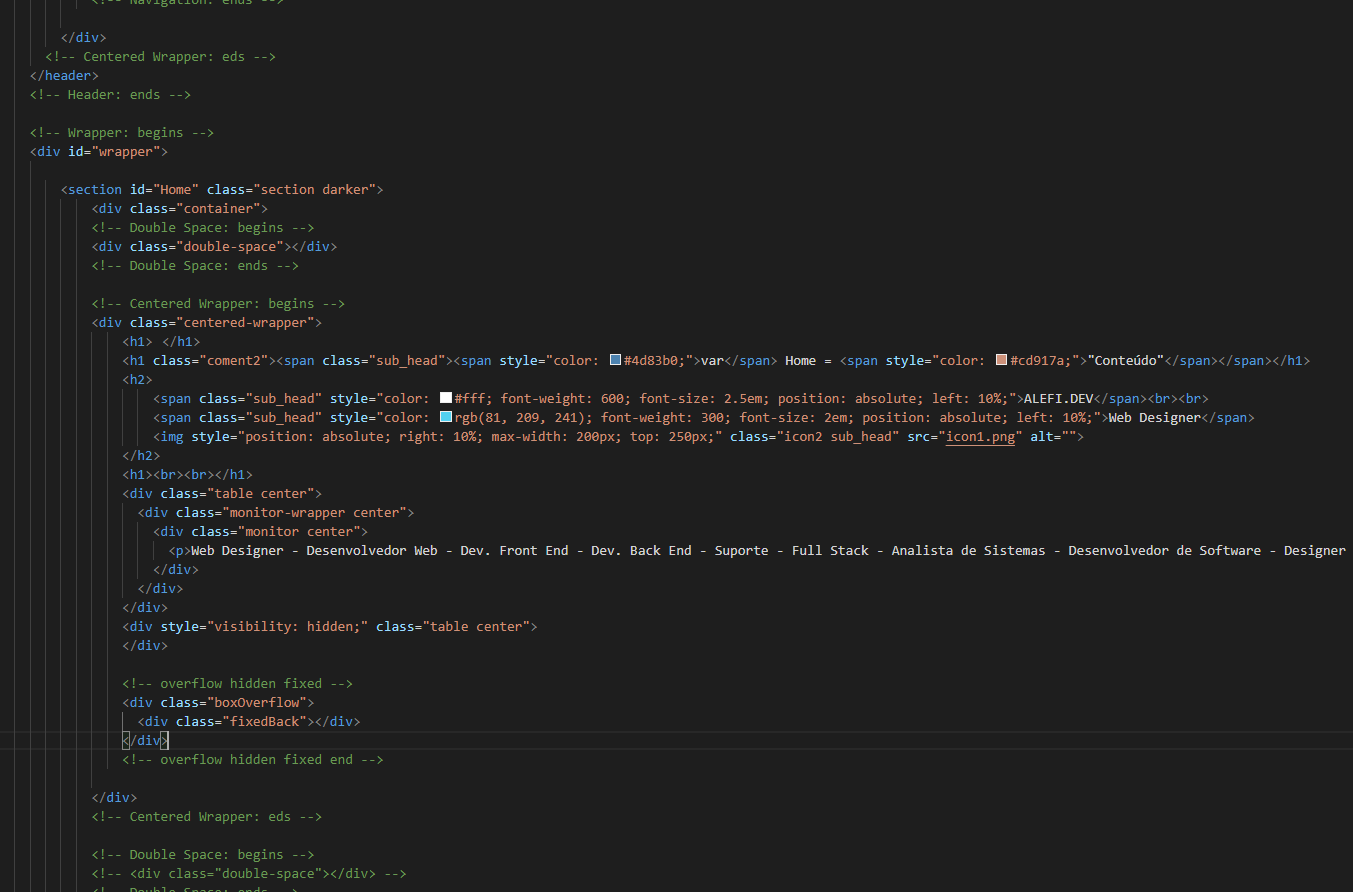 <!-- Navigation: ends -->
</div>
<!-- Centered Wrapper: eds -->
</header>
<!-- Header: ends -->
<!-- Wrapper: begins -->
<div id="wrapper">
<section id="Home" class="section darker">
<div class="container">
<!-- Double Space: begins -->
<div class="double-space"></div>
<!-- Double Space: ends -->
<!-- Centered Wrapper: begins -->
<div class="centered-wrapper">
<h1> </h1>
<h1 class="coment2"><span class="sub_head"><span style="color: #4d83b0;">var</span> Home = <span style="color: #cd917a;">"Conteúdo"</span></span></h1>
<h2>
<span class="sub_head" style="color: #fff; font-weight: 600; font-size: 2.5em; position: absolute; left: 10%;">ALEFI.DEV</span><br><br>
<span class="sub_head" style="color: rgb(81, 209, 241); font-weight: 300; font-size: 2em; position: absolute; left: 10%;">Web Designer</span>
<img style="position: absolute; right: 10%; max-width: 200px; top: 250px;" class="icon2 sub_head" src="icon1.png" alt="">
</h2>
<h1><br><br></h1>
<div class="table center">
<div class="monitor-wrapper center">
<div class="monitor center">
<p>Web Designer - Desenvolvedor Web - Dev. Front End - Dev. Back End - Suporte - Full Stack - Analista de Sistemas - Desenvolvedor de Software - Designer
</div>
</div>
</div>
<div style="visibility: hidden;" class="table center">
</div>
<!-- overflow hidden fixed -->
<div class="boxOverflow">
<div class="fixedBack"></div>
</div>
<!-- overflow hidden fixed end -->
</div>
<!-- Centered Wrapper: eds -->
<!-- Double Space: begins -->
<!-- <div class="double-space"></div> -->
<!-- Double Space: ends -->